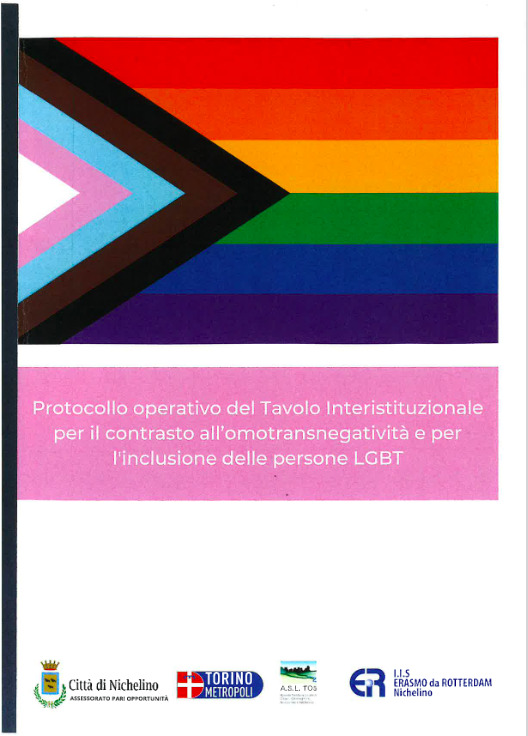 Protocollo operativo del Tavolo Interistituzionale
per il contrasto all'omotransnegatività e per
l'inclusione delle persone LGBT
Città di Nichelino
ASSESSORATO PARI OPPORTUNITÀ
TORINO
METROPOLI
A.S.L. TO5
I.I.S
ERASMO da ROTTERDAM
Nichelino